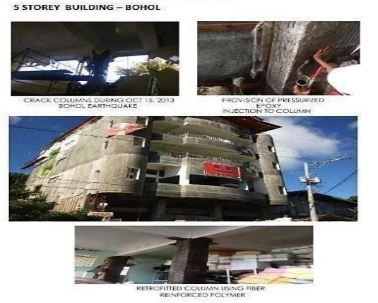 5 STOREY BUILDING – BOHOL
CRACK COLUMNS DURING OCT 15, 2013
BOHOL EARTHQUAKE
PROVISION OF PRESSURIZED
EPOXY
INJECTION TO COLUMN
RETROFITTED COLUMN USING FIBER
REINFORCED POLYMER